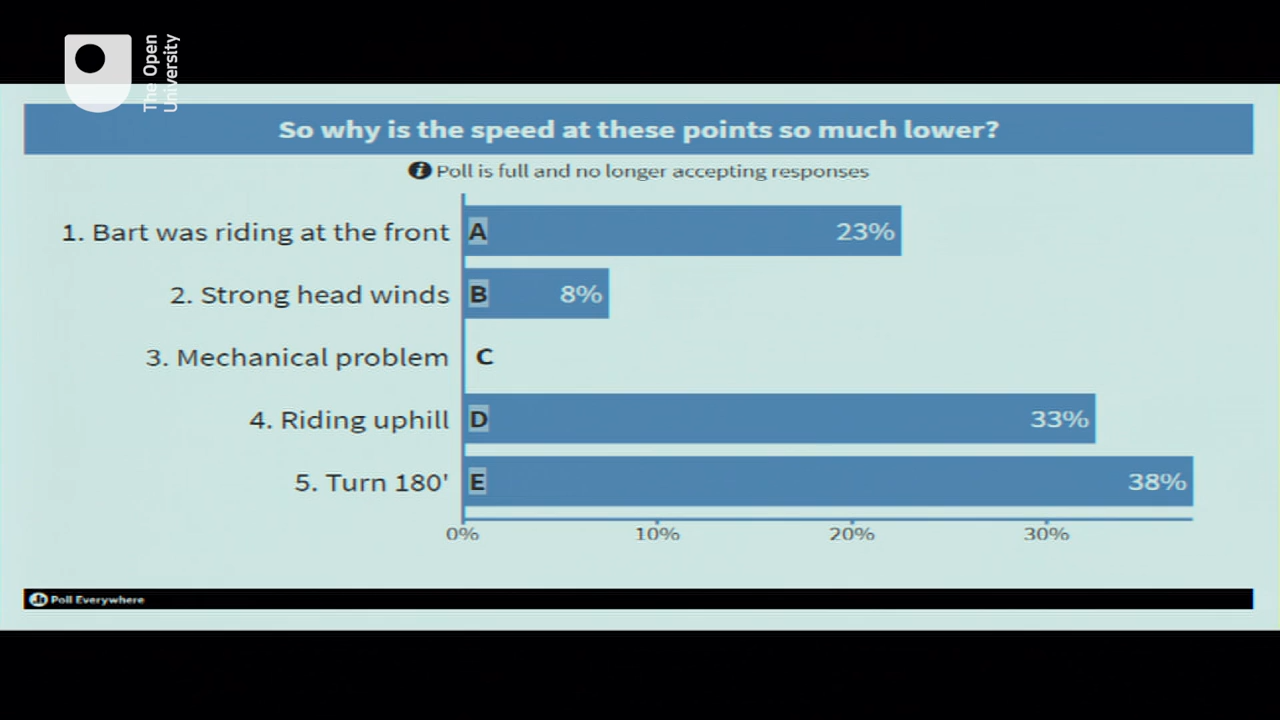 The Open
University
So why is the speed at these points so much lower?
i Poll is full and no longer accepting responses
1. Bart was riding at the front A 23%
2. Strong head winds B 8%
3. Mechanical problem C
4. Riding uphill D 33%
5. Turn 180' E 38%
0% 10% 20% 30%
Poll Everywhere